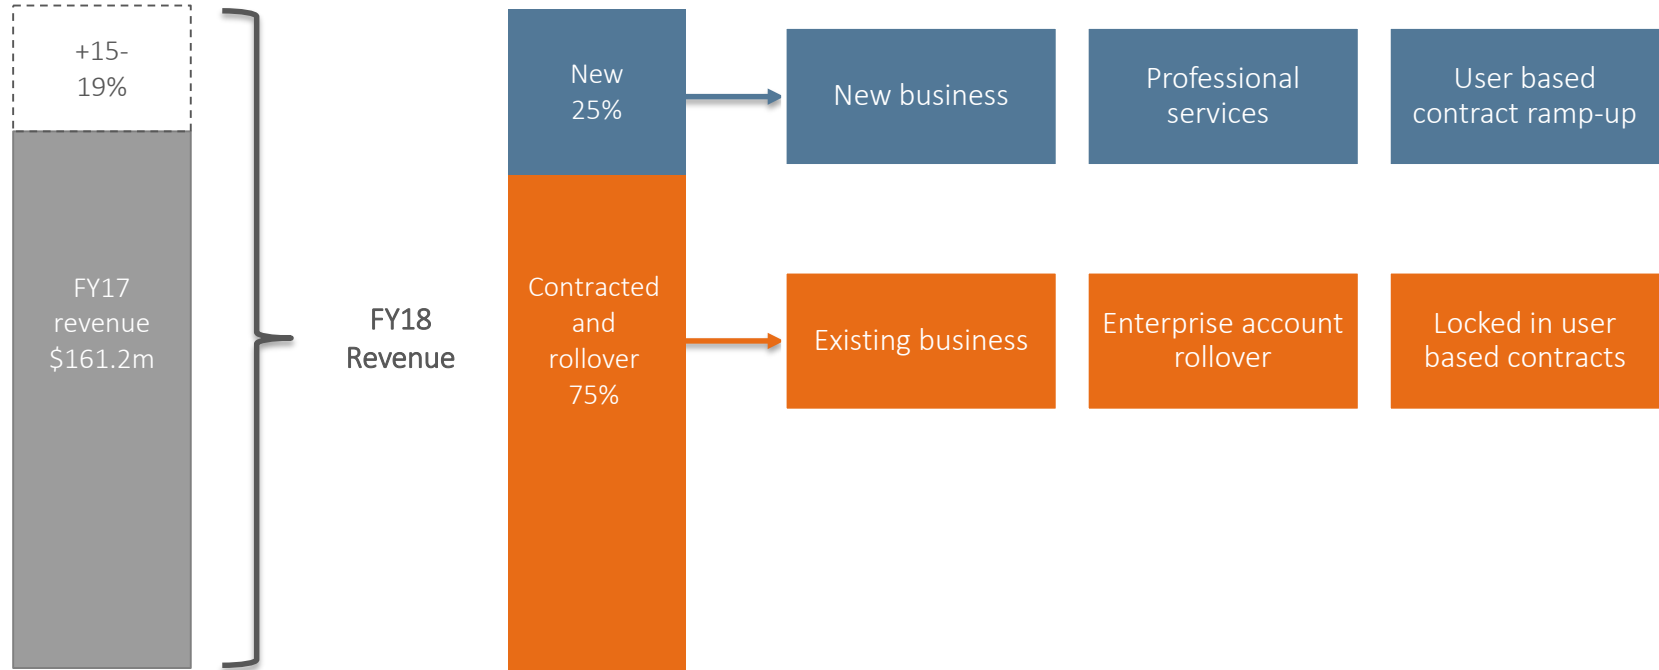 +15-
19%
FY17
revenue
$161.2m
FY18
Revenue
New
25%
Contracted
and
rollover
75%
New business
Professional
services
User based
contract ramp-up
Existing business
Enterprise account
rollover
Locked in user
based contracts